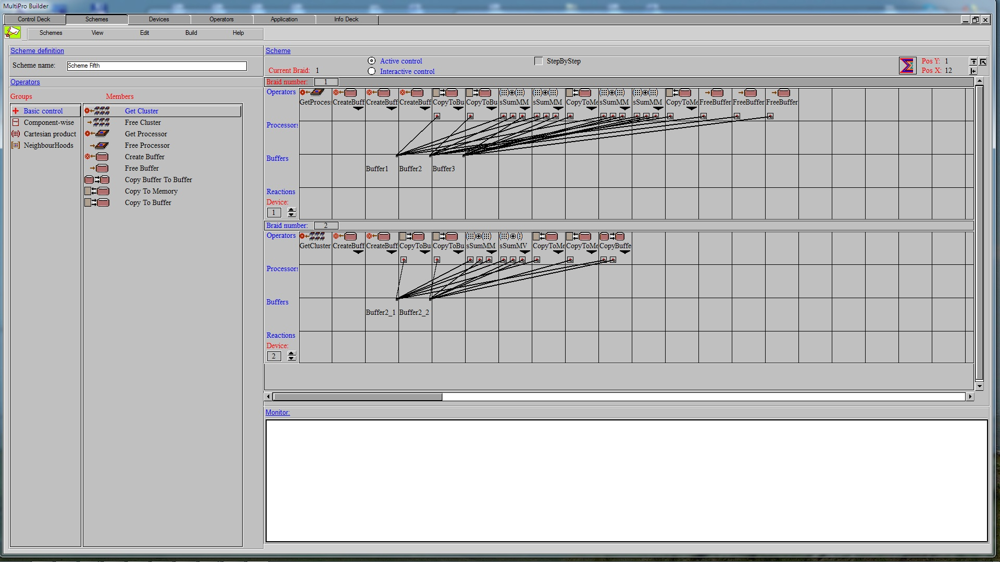 MultiPro Builder
Control Deck Schemes Devices Operators Application Info Deck
Schemes View Edit Build Help
Scheme definition
Scheme name: Scheme Fifth
Operators
Groups Members
Basic control
Component-wise
Cartesian product
NeighbourHoods
Get Cluster
Free Cluster
Get Processor
Free Processor
Create Buffer
Free Buffer
Copy Buffer To Buffer
Copy To Memory
Copy To Buffer
Scheme
Current Braid: 1
Active control
Interactive control
StepByStep
Pos Y: 1
Pos X: 12
Braid number: 1
Operators
GetProces CreateBuff CreateBuff CreateBuff CopyToBu CopyToBu sSumMM sSumMM CopyToMe sSumMM sSumMM CopyToMe FreeBuffer FreeBuffer FreeBuffer
Processors
Buffers
Buffer1 Buffer2 Buffer3
Reactions
Device:
1
Braid number: 2
Operators
GetCluster CreateBuff CreateBuff CopyToBu CopyToBu sSumMM sSumMV CopyToMe CopyToMe CopyBuffe
Processors
Buffers
Buffer2_1 Buffer2_2
Reactions
Device:
2
Monitor: